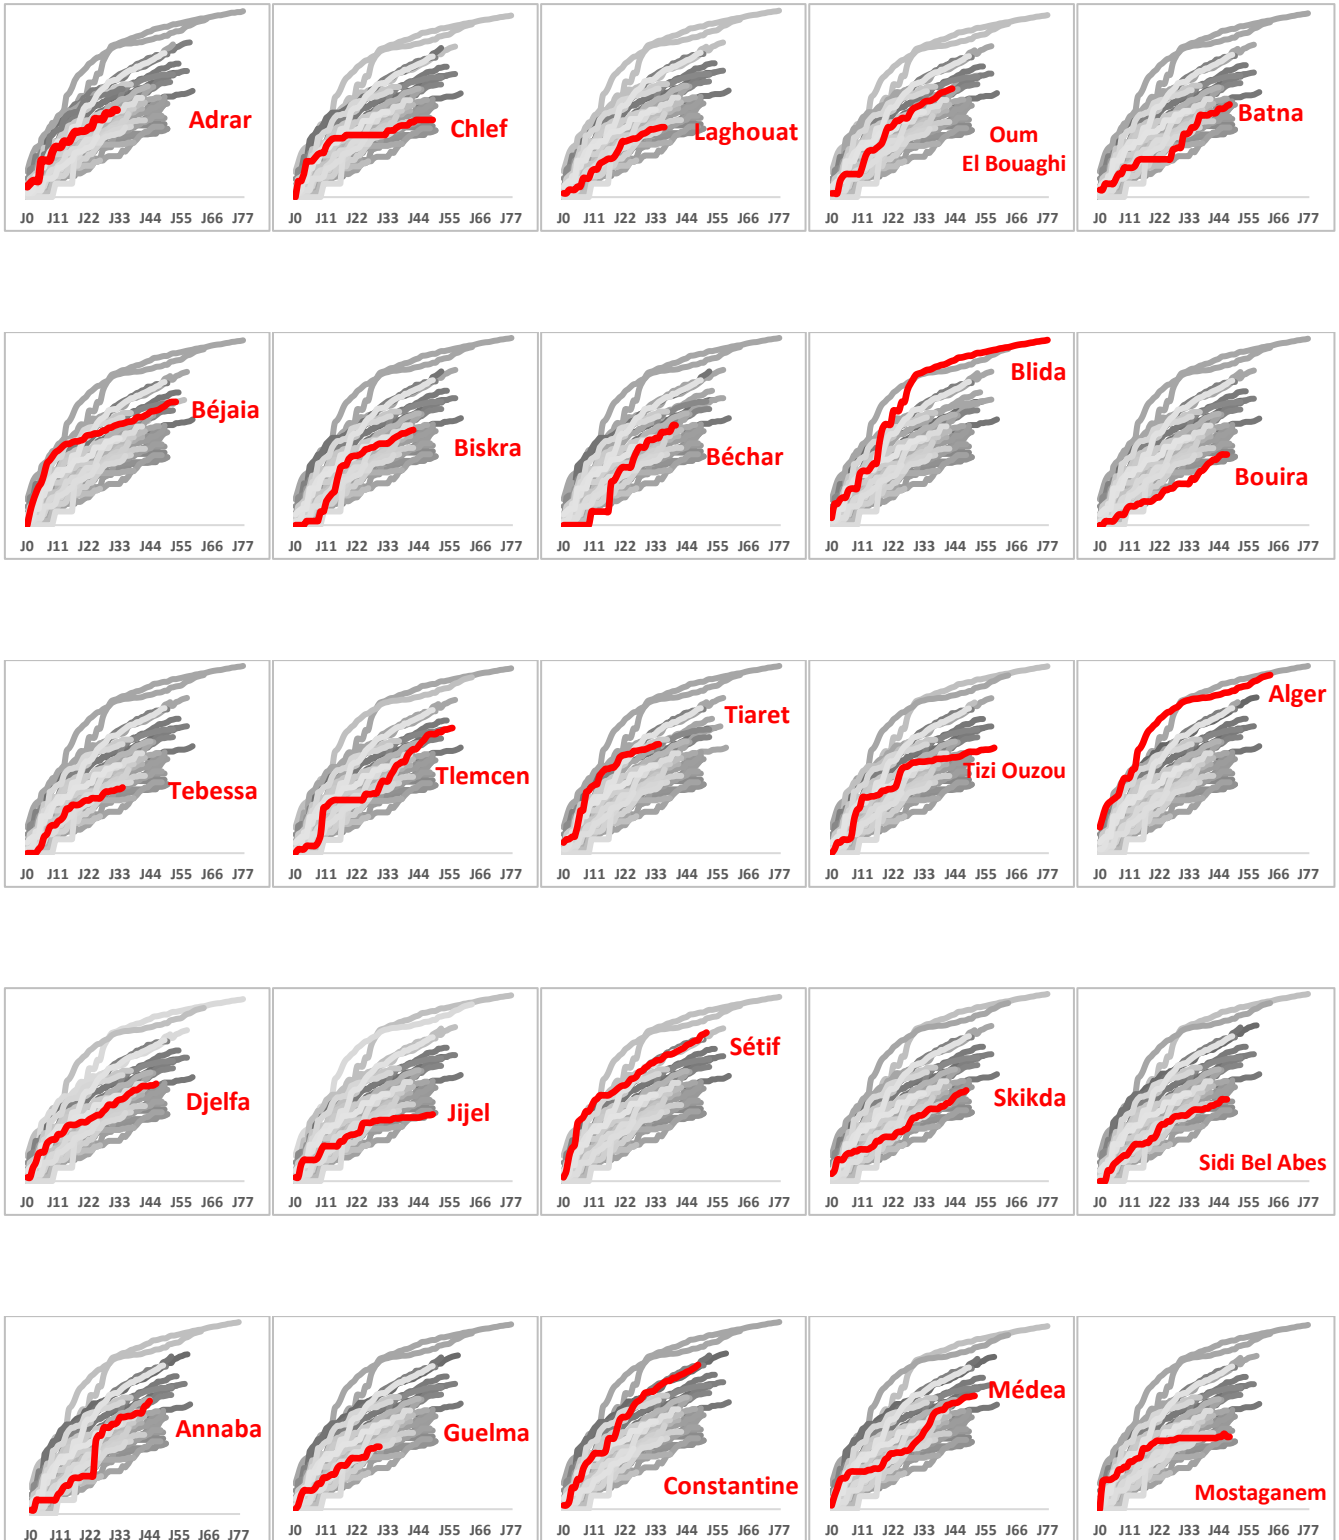 Adrar
J0 J11 J22 J33 J44 J55 J66 J77
Chlef
J0 J11 J22 J33 J44 J55 J66 J77
Laghouat
J0 J11 J22 J33 J44 J55 J66 J77
Oum
El Bouaghi
J0 J11 J22 J33 J44 J55 J66 J77
Batna
J0 J11 J22 J33 J44 J55 J66 J77
Béjaia
J0 J11 J22 J33 J44 J55 J66 J77
Biskra
J0 J11 J22 J33 J44 J55 J66 J77
Béchar
J0 J11 J22 J33 J44 J55 J66 J77
Blida
J0 J11 J22 J33 J44 J55 J66 J77
Bouira
J0 J11 J22 J33 J44 J55 J66 J77
Tebessa
J0 J11 J22 J33 J44 J55 J66 J77
Tlemcen
J0 J11 J22 J33 J44 J55 J66 J77
Tiaret
J0 J11 J22 J33 J44 J55 J66 J77
Tizi Ouzou
J0 J11 J22 J33 J44 J55 J66 J77
Alger
J0 J11 J22 J33 J44 J55 J66 J77
Djelfa
J0 J11 J22 J33 J44 J55 J66 J77
Jijel
J0 J11 J22 J33 J44 J55 J66 J77
Sétif
J0 J11 J22 J33 J44 J55 J66 J77
Skikda
J0 J11 J22 J33 J44 J55 J66 J77
Sidi Bel Abes
J0 J11 J22 J33 J44 J55 J66 J77
Annaba
J0 J11 J22 J33 J44 J55 J66 J77
Guelma
J0 J11 J22 J33 J44 J55 J66 J77
Constantine
J0 J11 J22 J33 J44 J55 J66 J77
Médea
J0 J11 J22 J33 J44 J55 J66 J77
Mostaganem
J0 J11 J22 J33 J44 J55 J66 J77